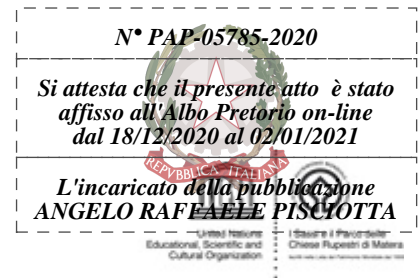 N° PAP-05785-2020
Si attesta che il presente atto è stato
affisso all'Albo Pretorio on-line
dal 18/12/2020 al 02/01/2021
REPVBBLICA ITALIANA
L'incaricato della pubblicazione
ANGELO RAFFAELE PISCIOTTA
United Nations
Educational, Scientific and
Cultural Organization
I Sassi e il Parco delle
Chiese Rupestri di Matera